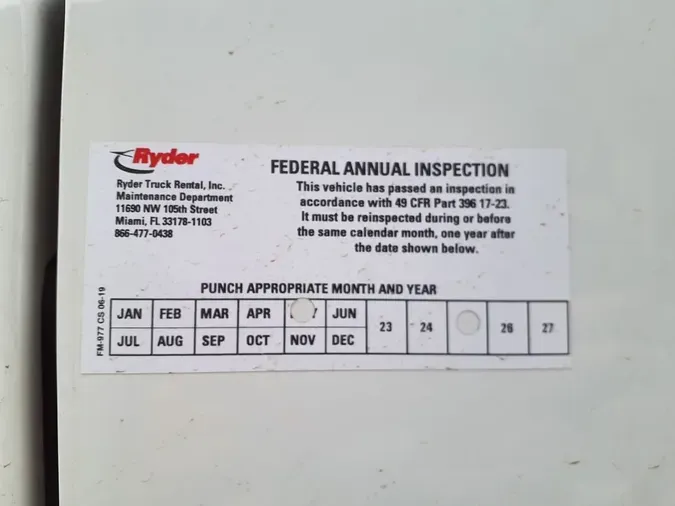 Ryder
Ryder Truck Rental, Inc.
Maintenance Department
11690 NW 105th Street
Miami, FL 33178-1103
866-477-0438
FEDERAL ANNUAL INSPECTION
This vehicle has passed an inspection in
accordance with 49 CFR Part 396 17-23.
It must be reinspected during or before
the same calendar month, one year after
the date shown below.
PUNCH APPROPRIATE MONTH AND YEAR
FM-977 CS 06-19
JAN FEB MAR APR JUN
JUL AUG SEP OCT NOV DEC
23 24 26 27